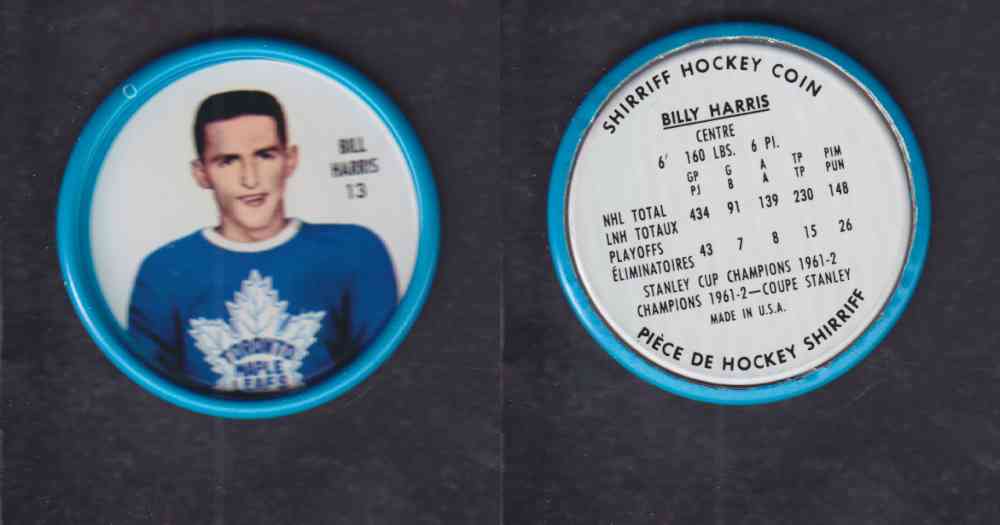 BILL
HARRIS
13
TORONTO
MAPLE
LEAFS
SHIRRIFF HOCKEY COIN
BILLY HARRIS
CENTRE
6' 160 LBS. 6 PI.
GP G A TP PIM
PJ B A TP PUN
NHL TOTAL
LNH TOTAUX 434 91 139 230 148
PLAYOFFS
ÉLIMINATOIRES 43 7 8 15 26
STANLEY CUP CHAMPIONS 1961-2
CHAMPIONS 1961-2—COUPE STANLEY
MADE IN U.S.A.
PIÈCE DE HOCKEY SHIRRIFF